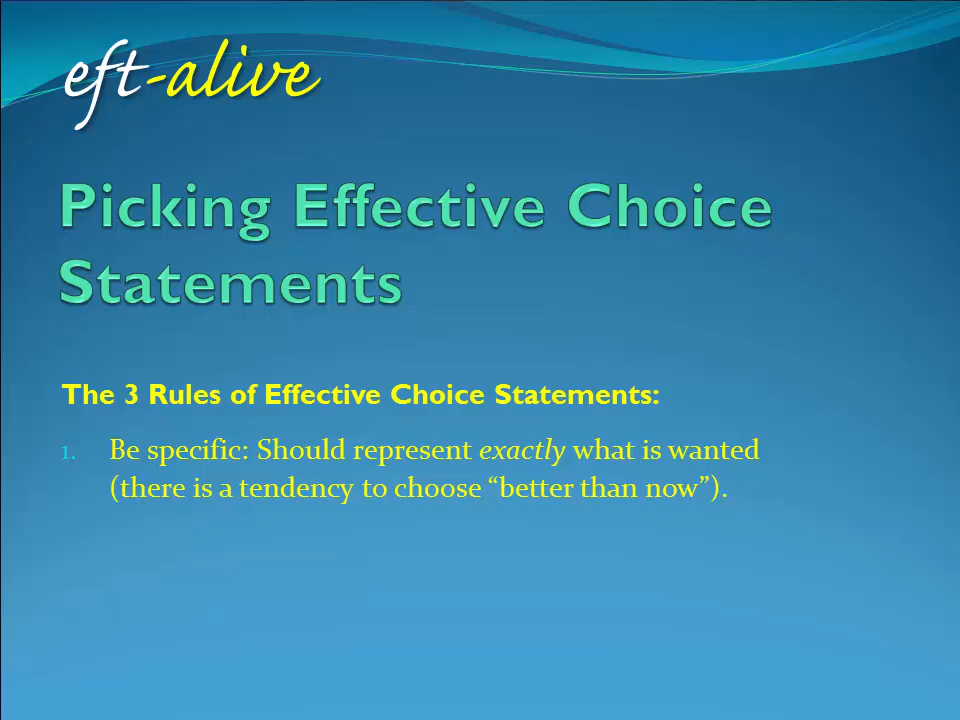 eft-alive
Picking Effective Choice
Statements
The 3 Rules of Effective Choice Statements:
1. Be specific: Should represent exactly what is wanted
(there is a tendency to choose “better than now”).